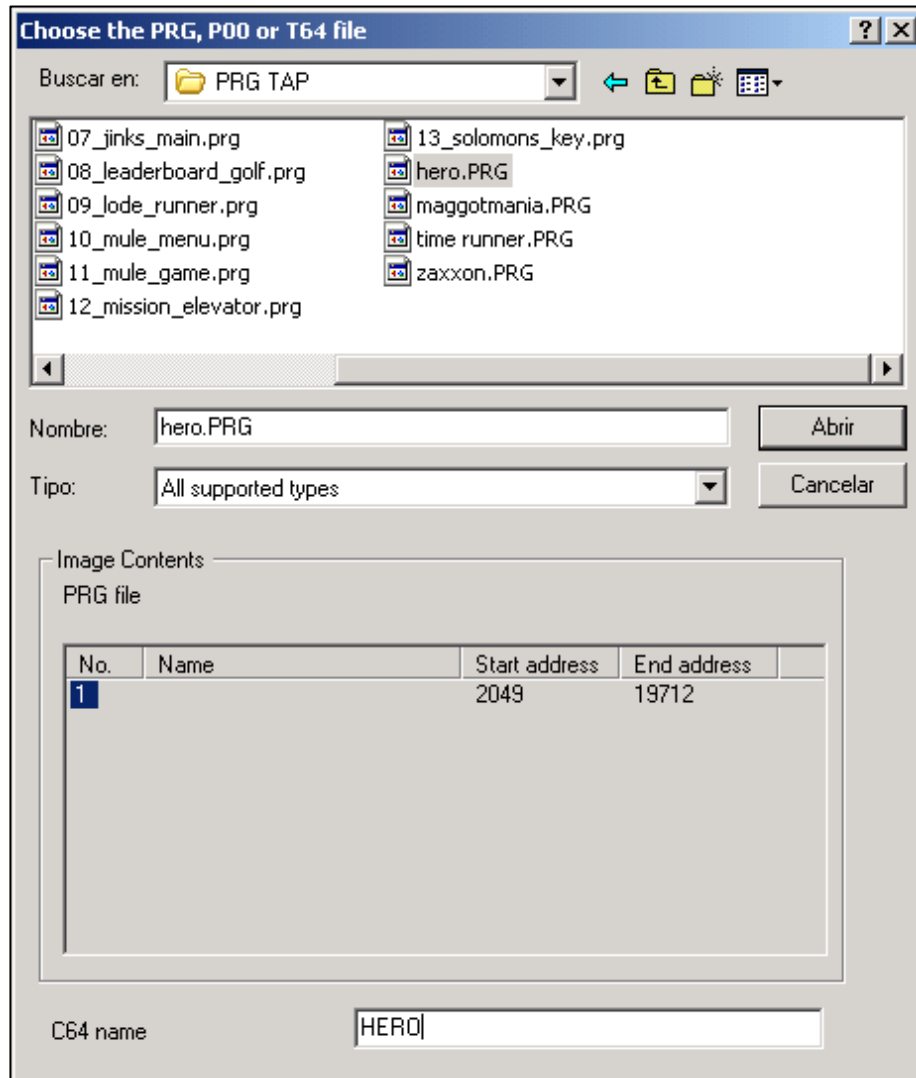 Choose the PRG, P00 or T64 file
Buscar en:
PRG TAP
07_jinks_main.prg
08_leaderboard_golf.prg
09_lode_runner.prg
10_mule_menu.prg
11_mule_game.prg
12_mission_elevator.prg
13_solomons_key.prg
hero.PRG
maggotmania.PRG
time runner.PRG
zaxxon.PRG
Nombre: hero.PRG Abrir
Tipo: All supported types Cancelar
Image Contents
PRG file
No. Name Start address End address
1 2049 19712
C64 name HERO